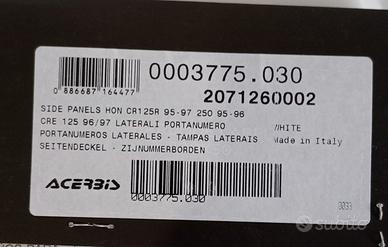 0003775.030
0 886687 164477
2071260002
SIDE PANELS HON CR125R 95-97 250 95-96
CRE 125 96/97 LATERALI PORTANUMERO
WHITE
PORTANUMEROS LATERALES - TAMPAS LATERAIS
Made in Italy
SEITENDECKEL - ZIJNUMMERBORDEN
ACERBIS
0003775.030
0033
subito